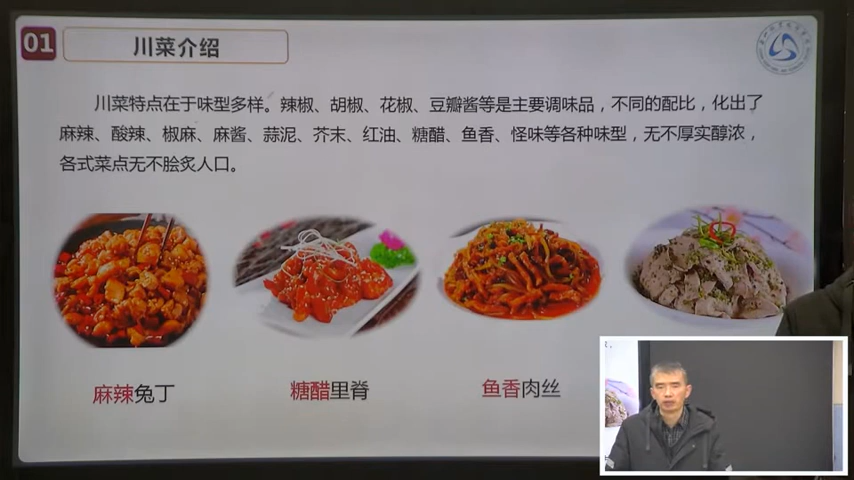 01
川菜介绍
川菜特点在于味型多样。辣椒、胡椒、花椒、豆瓣酱等是主要调味品，不同的配比，化出了
麻辣、酸辣、椒麻、麻酱、蒜泥、芥末、红油、糖醋、鱼香、怪味等各种味型，无不厚实醇浓，
各式菜点无不脍炙人口。
麻辣兔丁
糖醋里脊
鱼香肉丝